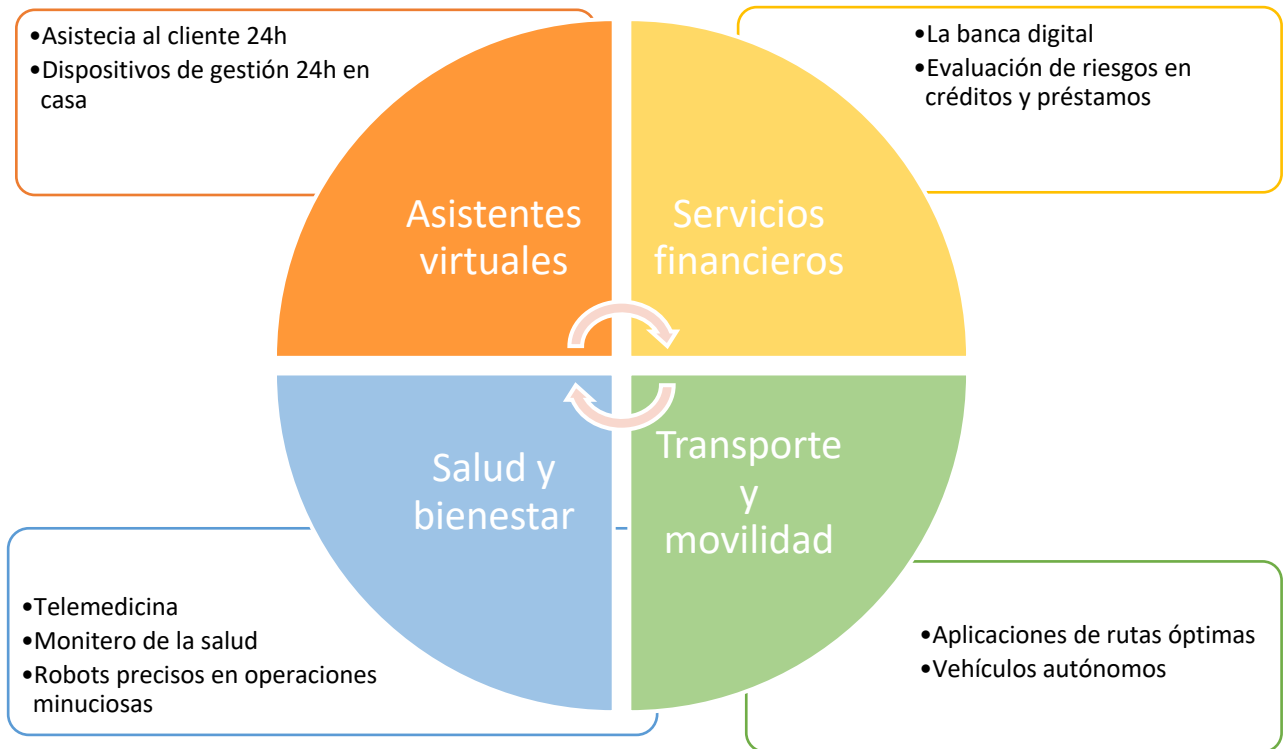 •Asistecia al cliente 24h
•Dispositivos de gestión 24h en
casa
•La banca digital
•Evaluación de riesgos en
créditos y préstamos
Asistentes
virtuales
Servicios
financieros
Salud y
bienestar
Transporte
y
movilidad
•Telemedicina
•Monitero de la salud
•Robots precisos en operaciones
minuciosas
•Aplicaciones de rutas óptimas
•Vehículos autónomos